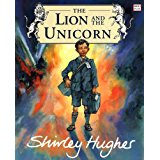 THE
LION AND THE
UNICORN
Shirley Hughes